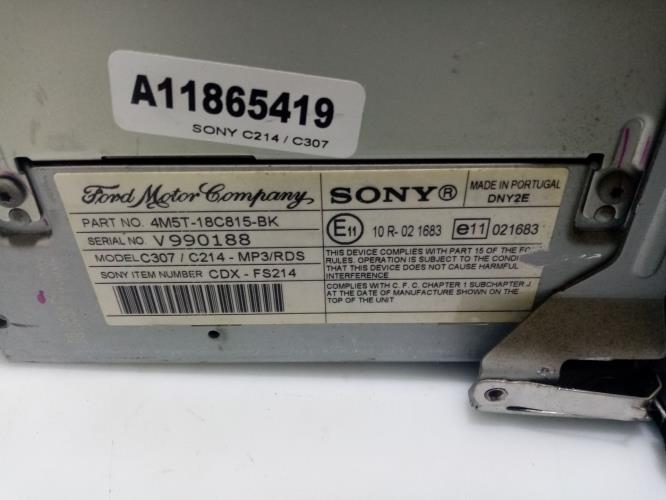 A11865419
SONY C214 / C307
Ford Motor Company
PART NO. 4M5T-18C815-BK
SERIAL NO. V990188
MODEL C307 / C214 - MP3/RDS
SONY ITEM NUMBER CDX - FS214
SONY®
MADE IN PORTUGAL
DNY2E
E11 10 R- 02 1683 e11 021683
THIS DEVICE COMPLIES WITH PART 15 OF THE
RULES. OPERATION IS SUBJECT TO THE
THAT THIS DEVICE DOES NOT CAUSE HARMFUL
INTERFERENCE
COMPLIES WITH C. F. C. CHAPTER 1 SUBCHAPTER J
AT THE DATE OF MANUFACTURE SHOWN ON THE
TOP OF THE UNIT